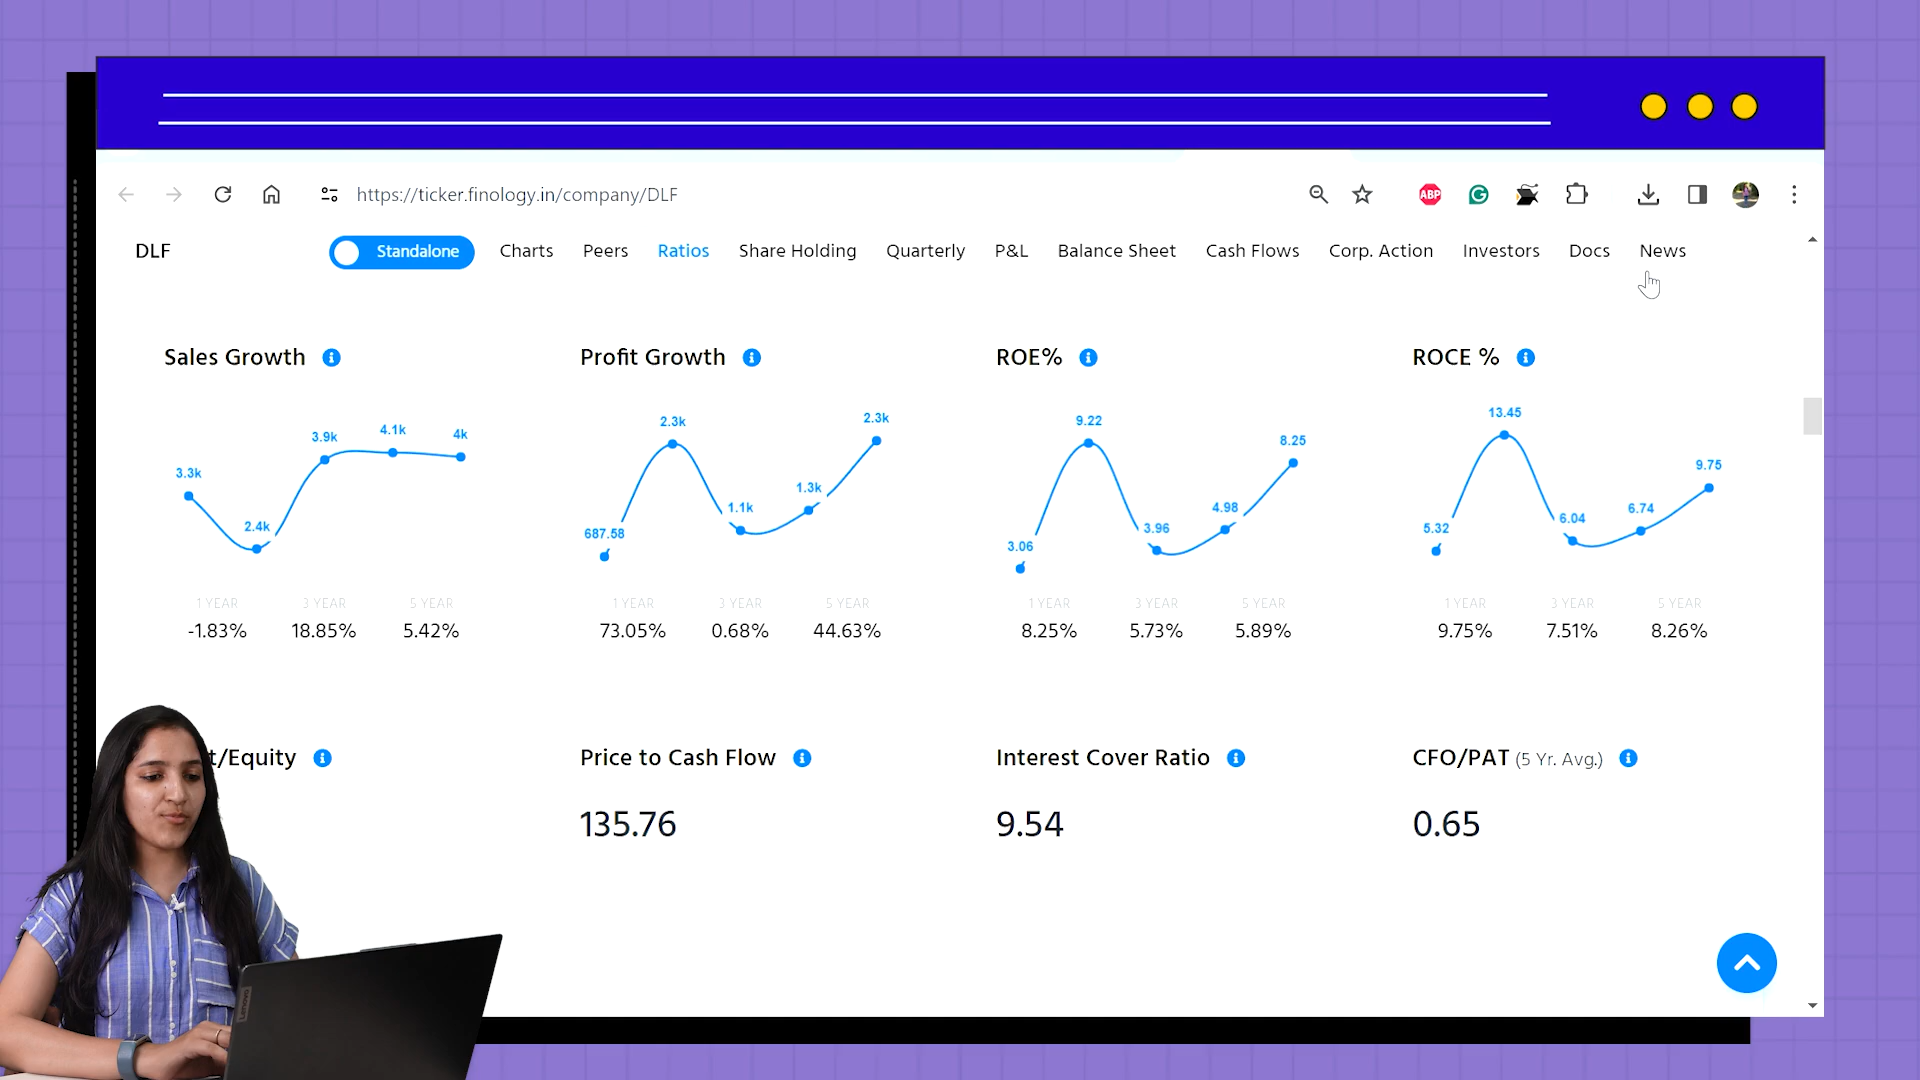 https://ticker.finology.in/company/DLF
ABP
DLF
Standalone
Charts
Peers
Ratios
Share Holding
Quarterly
P&L
Balance Sheet
Cash Flows
Corp. Action
Investors
Docs
News
Sales Growth
3.3k
2.4k
3.9k
4.1k
4k
1 YEAR 3 YEAR 5 YEAR
-1.83% 18.85% 5.42%
Profit Growth
687.58
2.3k
1.1k
1.3k
2.3k
1 YEAR 3 YEAR 5 YEAR
73.05% 0.68% 44.63%
ROE%
3.06
9.22
3.96
4.98
8.25
1 YEAR 3 YEAR 5 YEAR
8.25% 5.73% 5.89%
ROCE %
5.32
13.45
6.04
6.74
9.75
1 YEAR 3 YEAR 5 YEAR
9.75% 7.51% 8.26%
t/Equity
Price to Cash Flow
135.76
Interest Cover Ratio
9.54
CFO/PAT (5 Yr. Avg.)
0.65